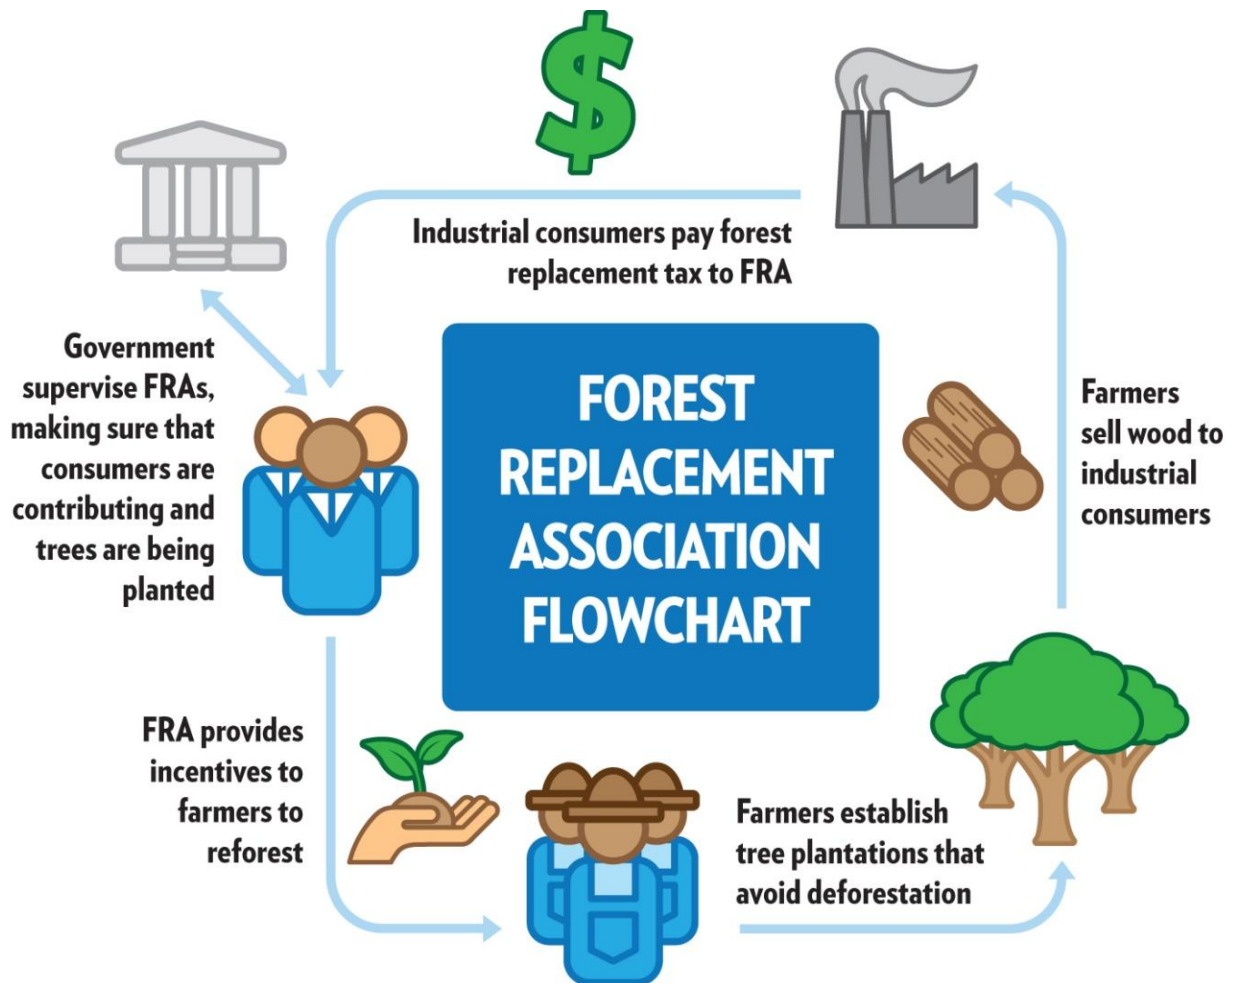 Industrial consumers pay forest
replacement tax to FRA
Government
supervise FRAs,
making sure that
consumers are
contributing and
trees are being
planted
FOREST
REPLACEMENT
ASSOCIATION
FLOWCHART
Farmers
sell wood to
industrial
consumers
FRA provides
incentives to
farmers to
reforest
Farmers establish
tree plantations that
avoid deforestation